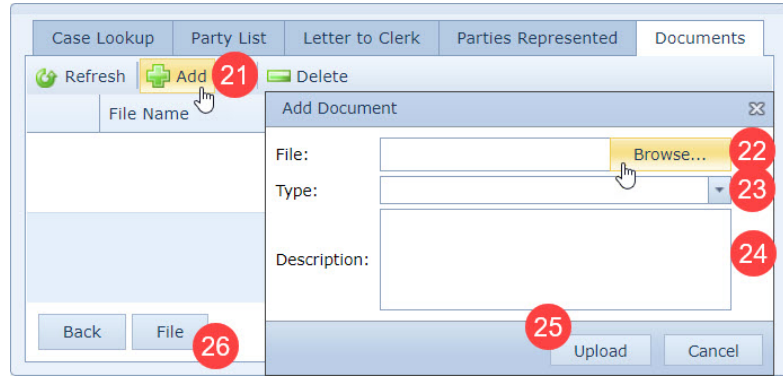 Case Lookup Party List Letter to Clerk Parties Represented Documents
Refresh Add 21 Delete
File Name
Add Document
File: Browse... 22
Type: 23
Description: 24
25
Upload Cancel
Back File 26